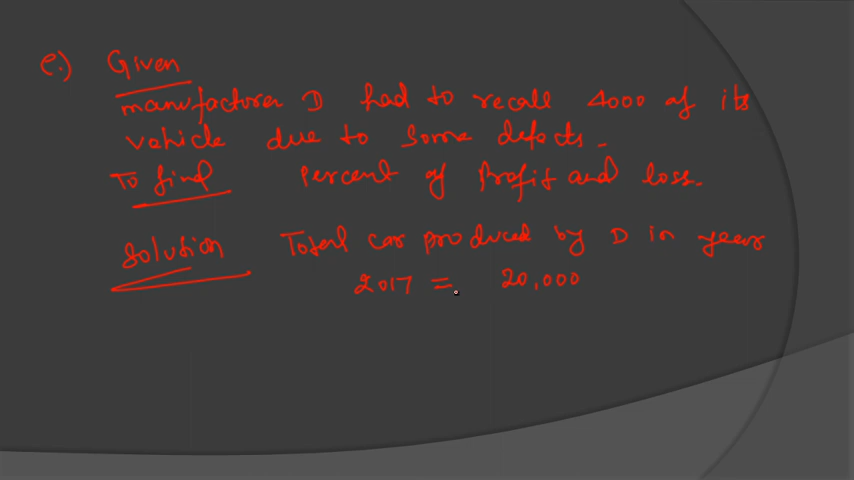 e.) Given
manufacturer D had to recall 4000 of its
vehicle due to some defects.
To find percent of profit and loss.
Solution Total car produced by D in year
2017 = 20,000